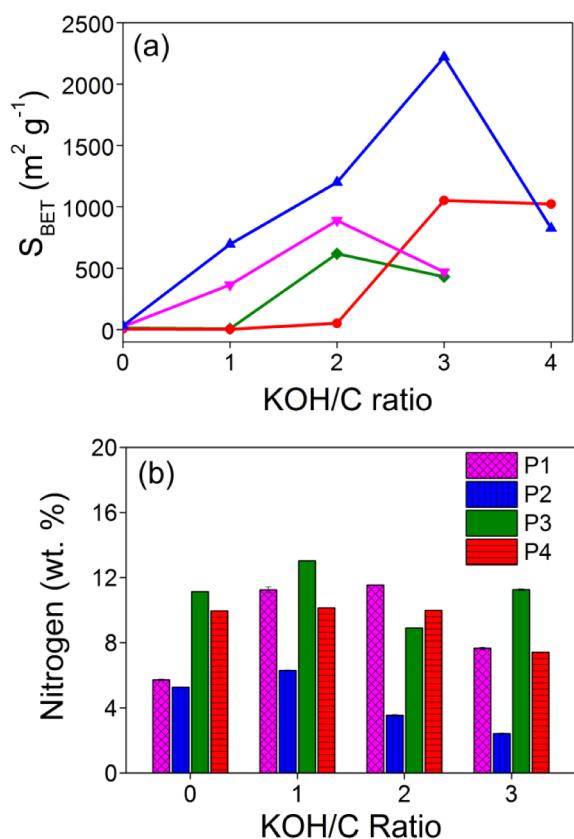 (a)
2500
2000
1500
1000
500
0
S_BET (m² g⁻¹)
0 1 2 3 4
KOH/C ratio
(b)
P1
P2
P3
P4
20
16
12
8
4
0
Nitrogen (wt. %)
0 1 2 3
KOH/C Ratio